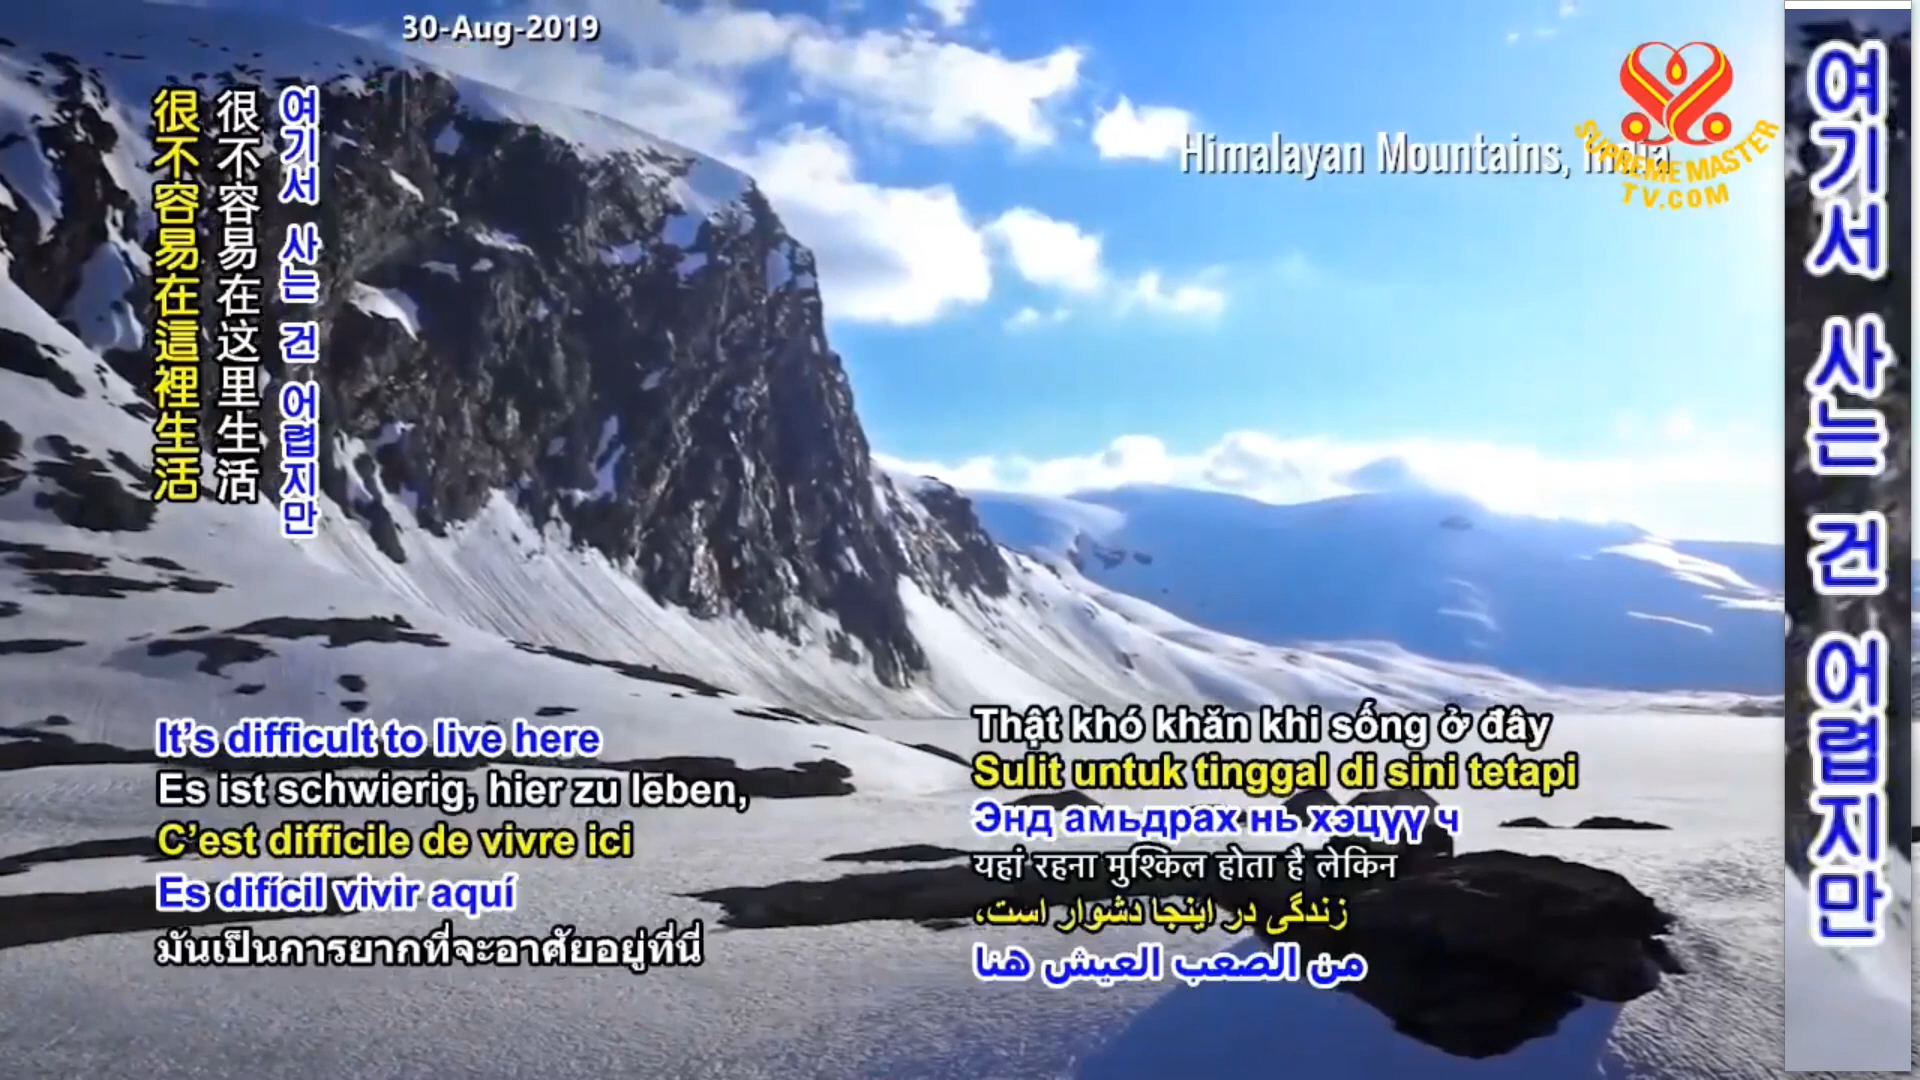 30-Aug-2019
Himalayan Mountains, India
SUPREME MASTER
TV.COM
很不容易在這裡生活
很不容易在这里生活
여기서 사는 건 어렵지만
It's difficult to live here
Es ist schwierig, hier zu leben,
C'est difficile de vivre ici
Es difícil vivir aquí
มันเป็นการยากที่จะอาศัยอยู่ที่นี่
Thật khó khăn khi sống ở đây
Sulit untuk tinggal di sini tetapi
Энд амьдрах нь хэцүү ч
यहां रहना मुश्किल होता है लेकिन
زندگی در اینجا دشوار است،
من الصعب العيش هنا
여기서 사는 건 어렵지만